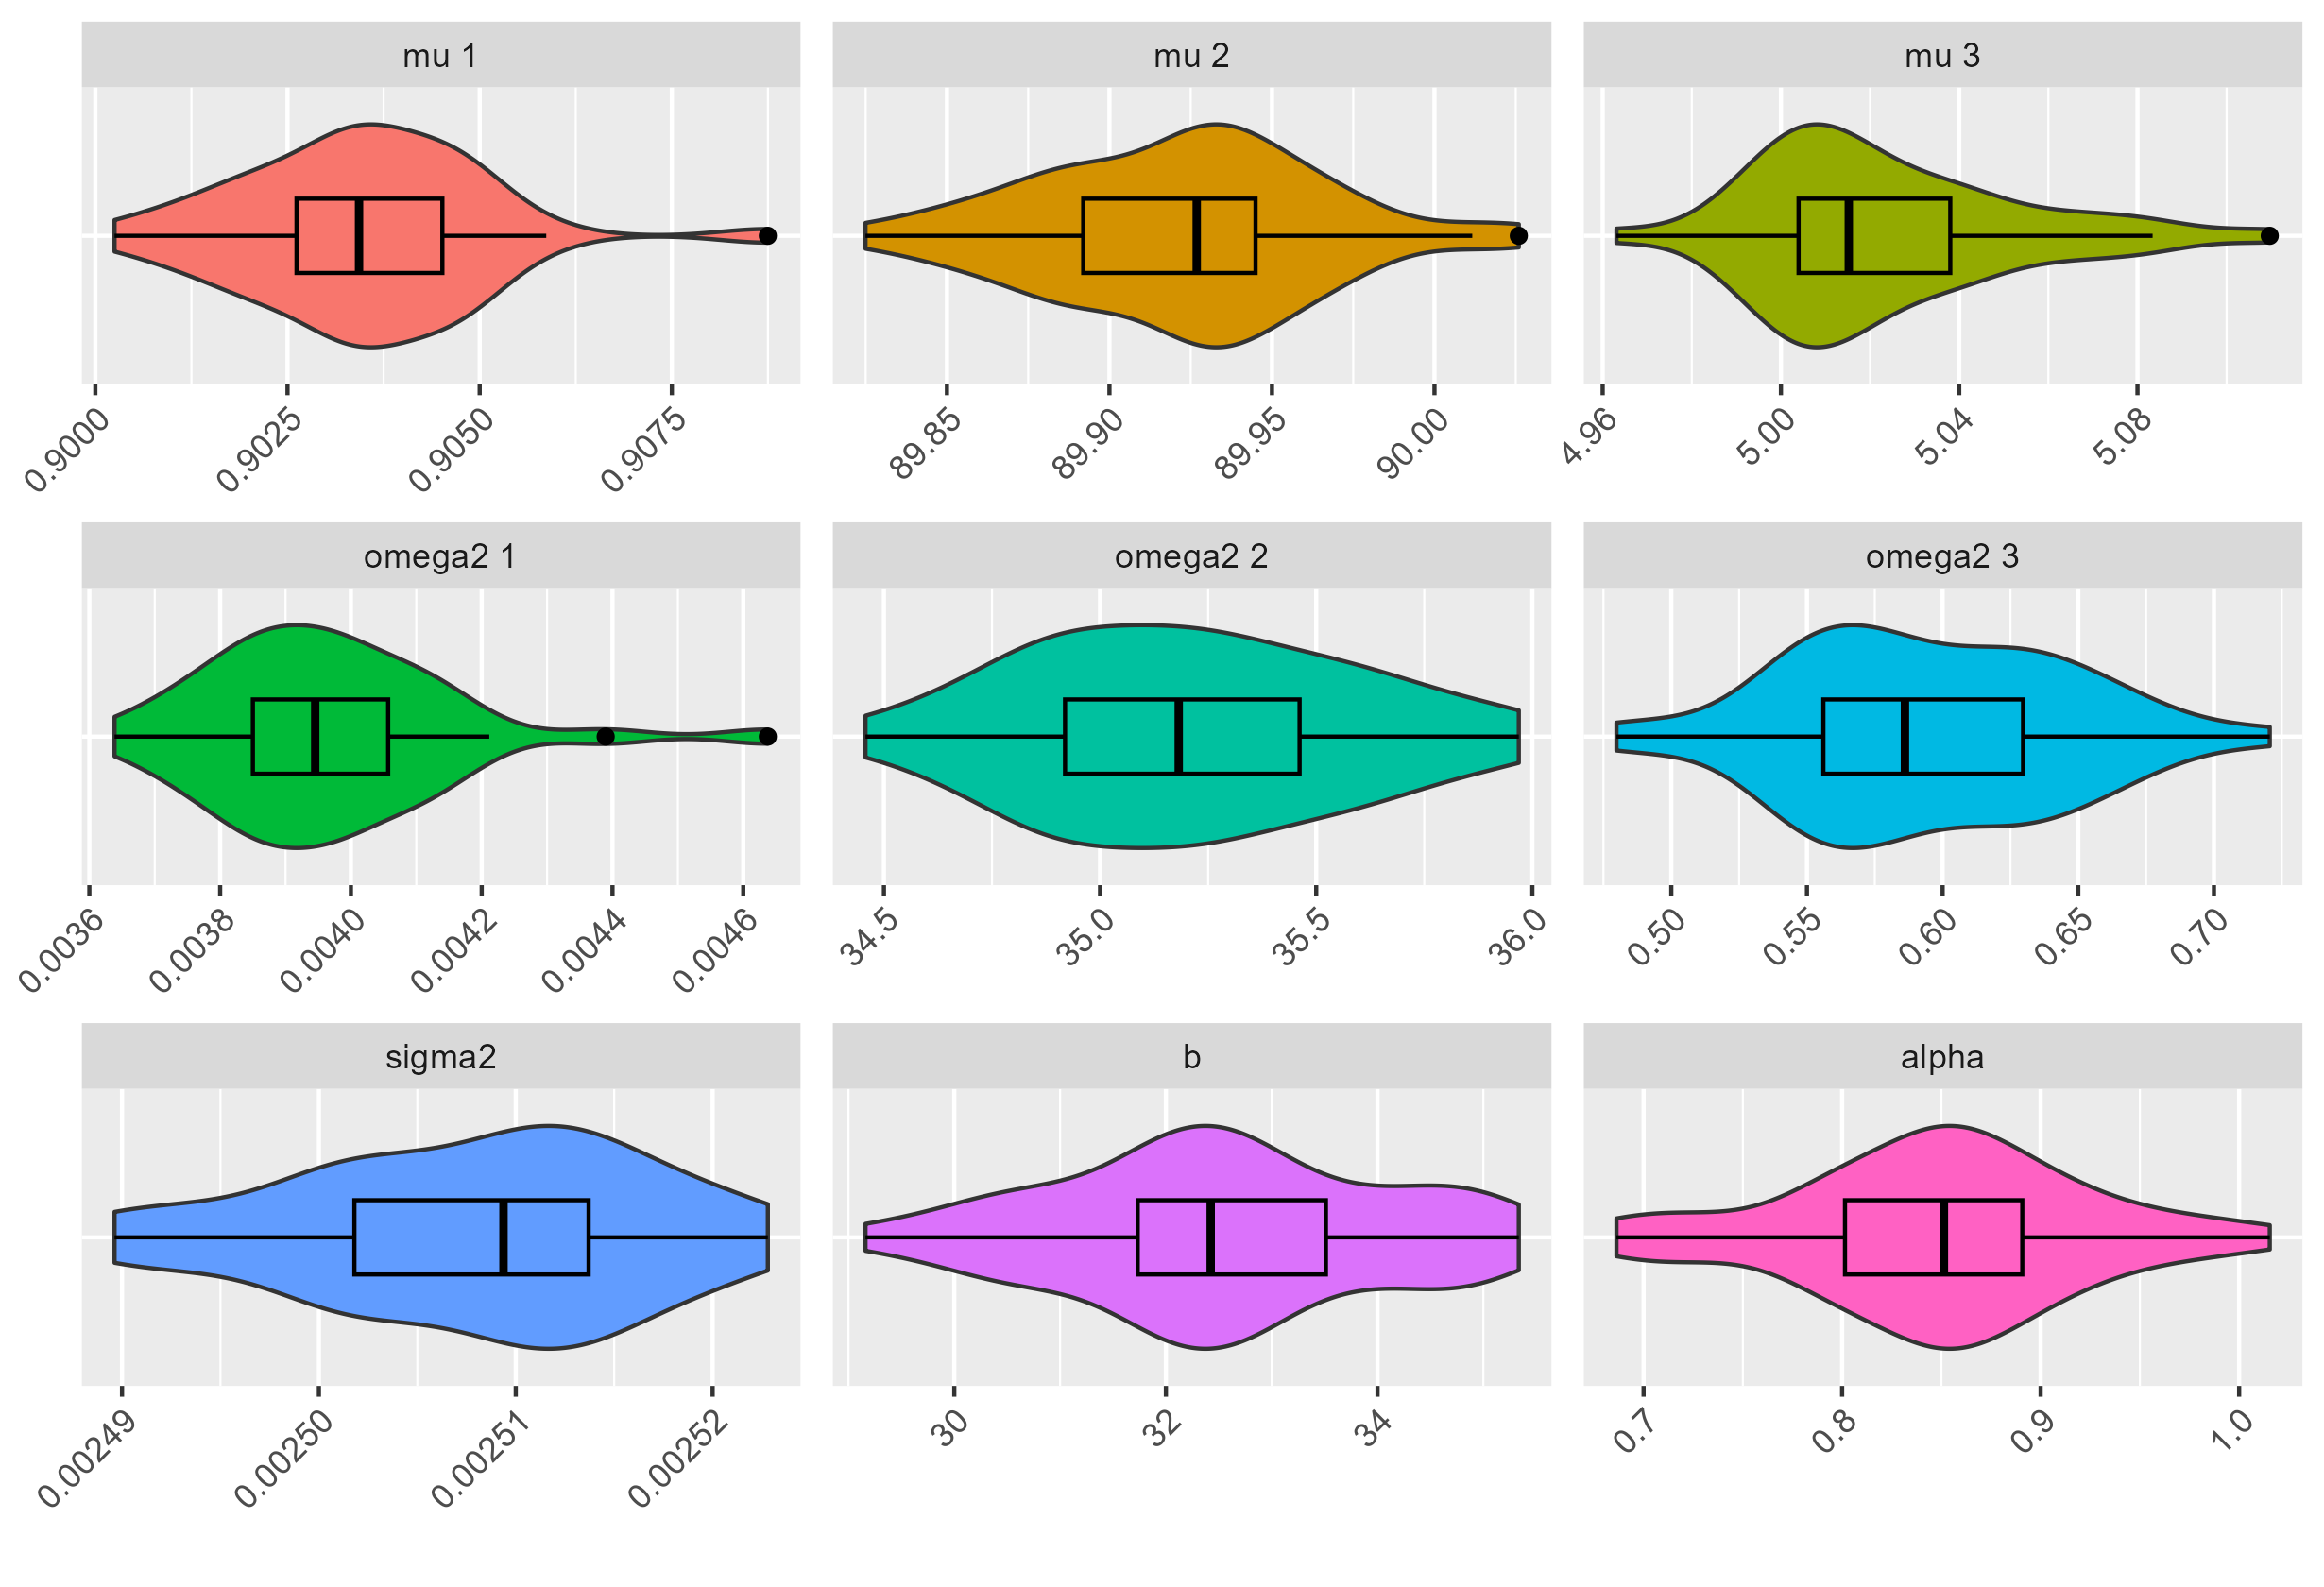 mu 1 mu 2 mu 3
0.9000 0.9025 0.9050 0.9075 89.85 89.90 89.95 90.00 4.96 5.00 5.04 5.08
omega2 1 omega2 2 omega2 3
0.0036 0.0038 0.0040 0.0042 0.0044 0.0046 34.5 35.0 35.5 36.0 0.50 0.55 0.60 0.65 0.70
sigma2 b alpha
0.00249 0.00250 0.00251 0.00252 30 32 34 0.7 0.8 0.9 1.0